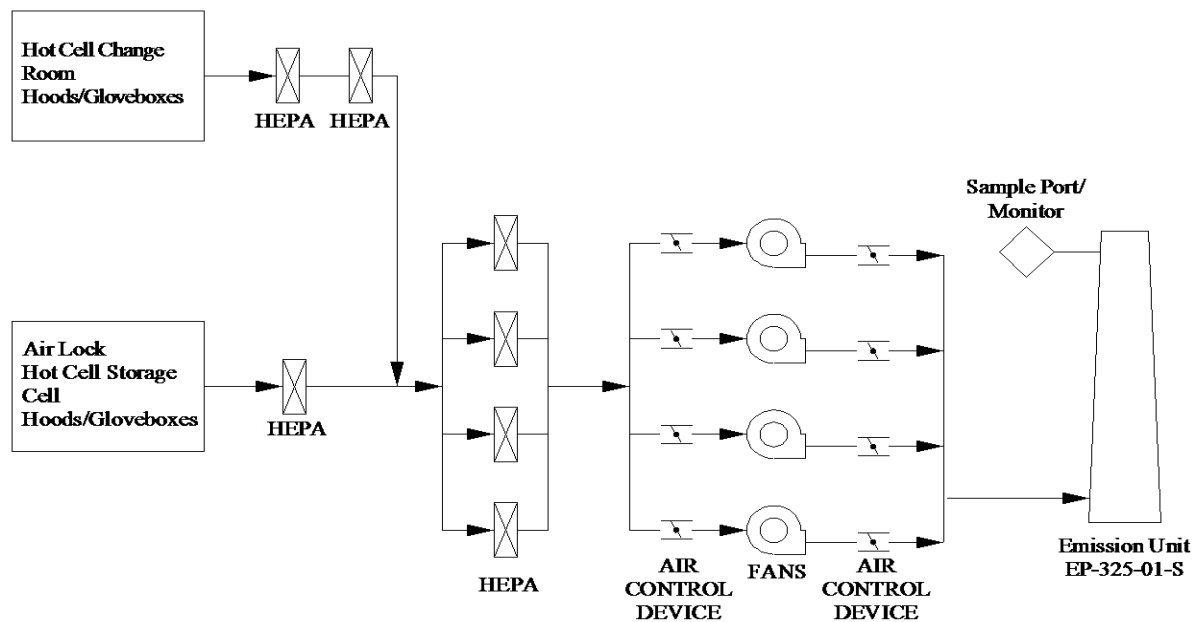 Hot Cell Change
Room
Hoods/Gloveboxes
HEPA
HEPA
Sample Port/
Monitor
Air Lock
Hot Cell Storage
Cell
Hoods/Gloveboxes
HEPA
HEPA
AIR
CONTROL
DEVICE
FANS
AIR
CONTROL
DEVICE
Emission Unit
EP-325-01-S